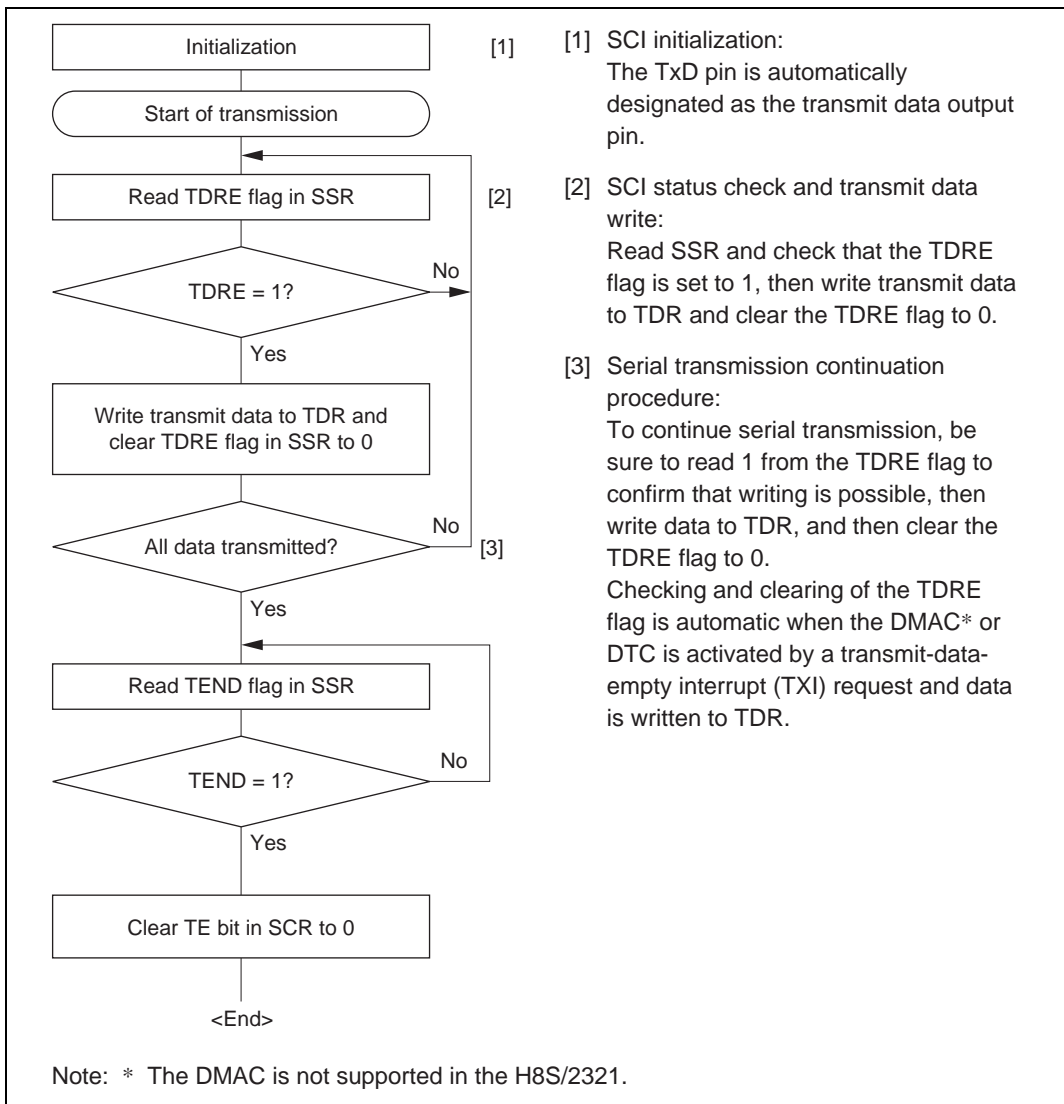 Initialization
[1]
Start of transmission
Read TDRE flag in SSR
[2]
TDRE = 1?
No
Yes
Write transmit data to TDR and
clear TDRE flag in SSR to 0
All data transmitted?
No
[3]
Yes
Read TEND flag in SSR
TEND = 1?
No
Yes
Clear TE bit in SCR to 0
<End>
[1] SCI initialization:
The TxD pin is automatically
designated as the transmit data output
pin.
[2] SCI status check and transmit data
write:
Read SSR and check that the TDRE
flag is set to 1, then write transmit data
to TDR and clear the TDRE flag to 0.
[3] Serial transmission continuation
procedure:
To continue serial transmission, be
sure to read 1 from the TDRE flag to
confirm that writing is possible, then
write data to TDR, and then clear the
TDRE flag to 0.
Checking and clearing of the TDRE
flag is automatic when the DMAC* or
DTC is activated by a transmit-data-
empty interrupt (TXI) request and data
is written to TDR.
Note: * The DMAC is not supported in the H8S/2321.